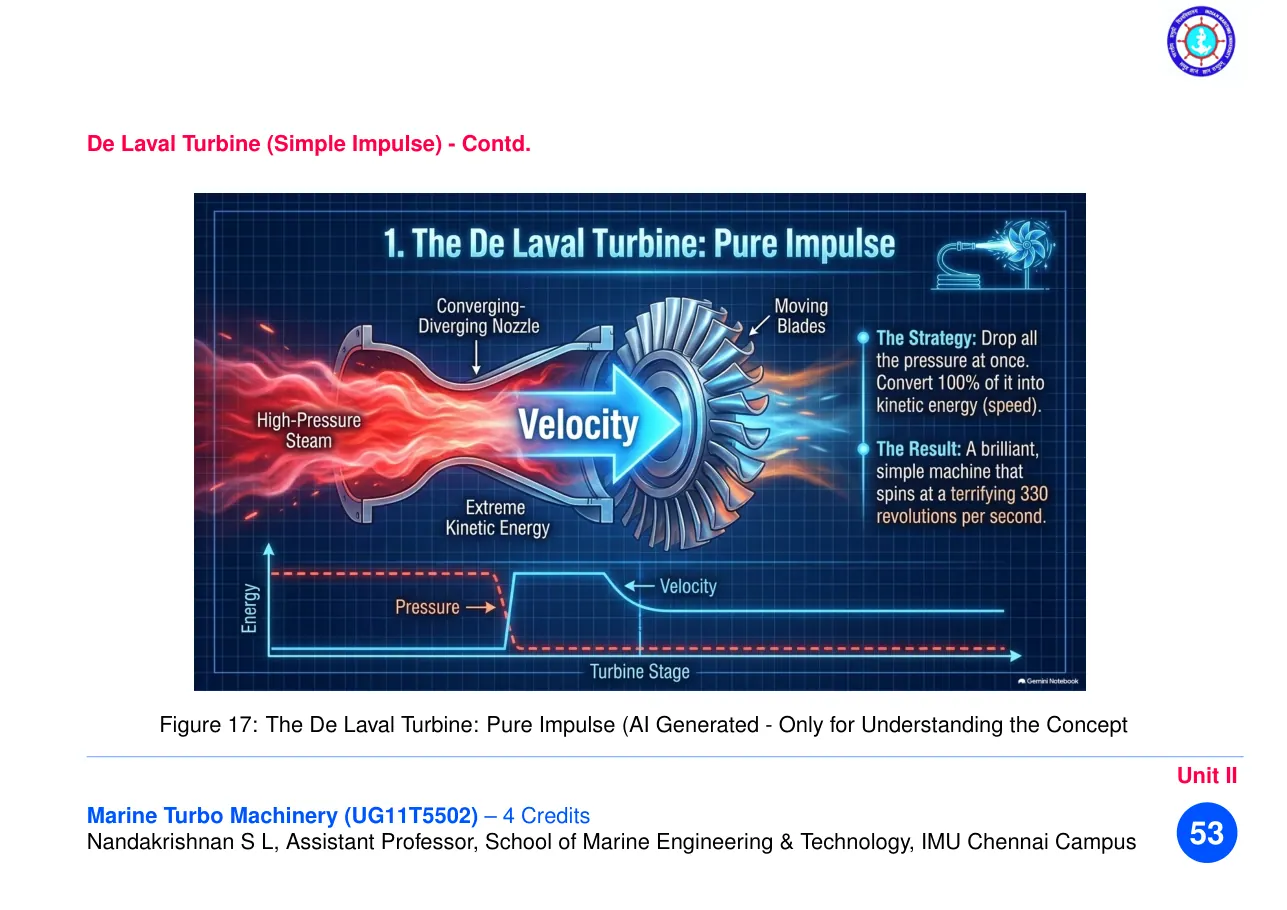 De Laval Turbine (Simple Impulse) - Contd.
1. The De Laval Turbine: Pure Impulse
Converging-
Diverging Nozzle
Moving
Blades
High-Pressure
Steam
Velocity
Extreme
Kinetic Energy
The Strategy: Drop all
the pressure at once.
Convert 100% of it into
kinetic energy (speed).
The Result: A brilliant,
simple machine that
spins at a terrifying 330
revolutions per second.
Energy
Pressure
Velocity
Turbine Stage
Gemini Notebook
Figure 17: The De Laval Turbine: Pure Impulse (AI Generated - Only for Understanding the Concept
Unit II
Marine Turbo Machinery (UG11T5502) – 4 Credits
Nandakrishnan S L, Assistant Professor, School of Marine Engineering & Technology, IMU Chennai Campus
53